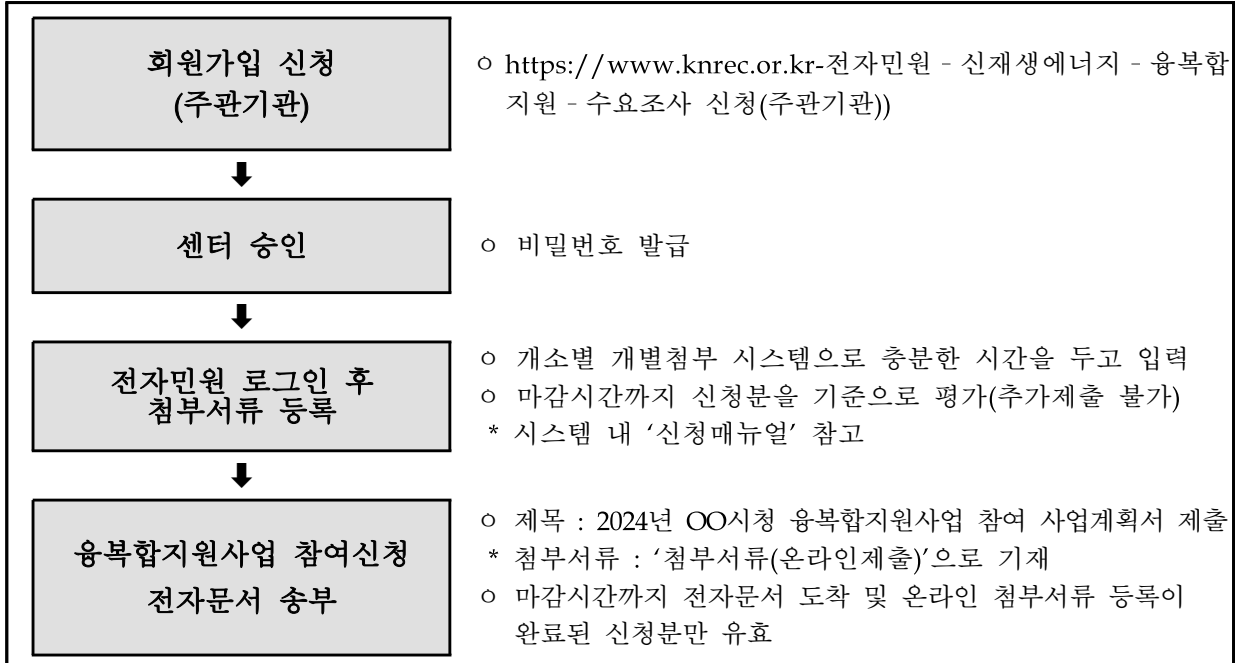 회원가입 신청
(주관기관)
ㅇ https://www.knrec.or.kr-전자민원 - 신재생에너지 - 융복합
지원 - 수요조사 신청(주관기관))
⬇
센터 승인
ㅇ 비밀번호 발급
⬇
전자민원 로그인 후
첨부서류 등록
ㅇ 개소별 개별첨부 시스템으로 충분한 시간을 두고 입력
ㅇ 마감시간까지 신청분을 기준으로 평가(추가제출 불가)
* 시스템 내 ‘신청매뉴얼’ 참고
⬇
융복합지원사업 참여신청
전자문서 송부
ㅇ 제목 : 2024년 OO시청 융복합지원사업 참여 사업계획서 제출
* 첨부서류 : ‘첨부서류(온라인제출)’으로 기재
ㅇ 마감시간까지 전자문서 도착 및 온라인 첨부서류 등록이
완료된 신청분만 유효